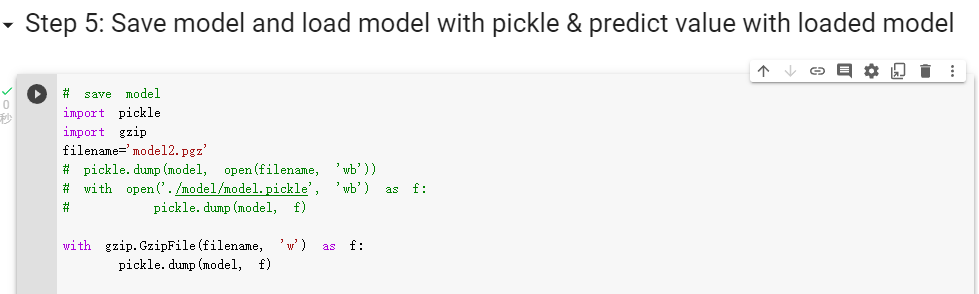 Step 5: Save model and load model with pickle & predict value with loaded model
0
秒
# save model
import pickle
import gzip
filename='model2.pgz'
# pickle.dump(model, open(filename, 'wb'))
# with open('./model/model.pickle', 'wb') as f:
#         pickle.dump(model, f)
with gzip.GzipFile(filename, 'w') as f:
        pickle.dump(model, f)